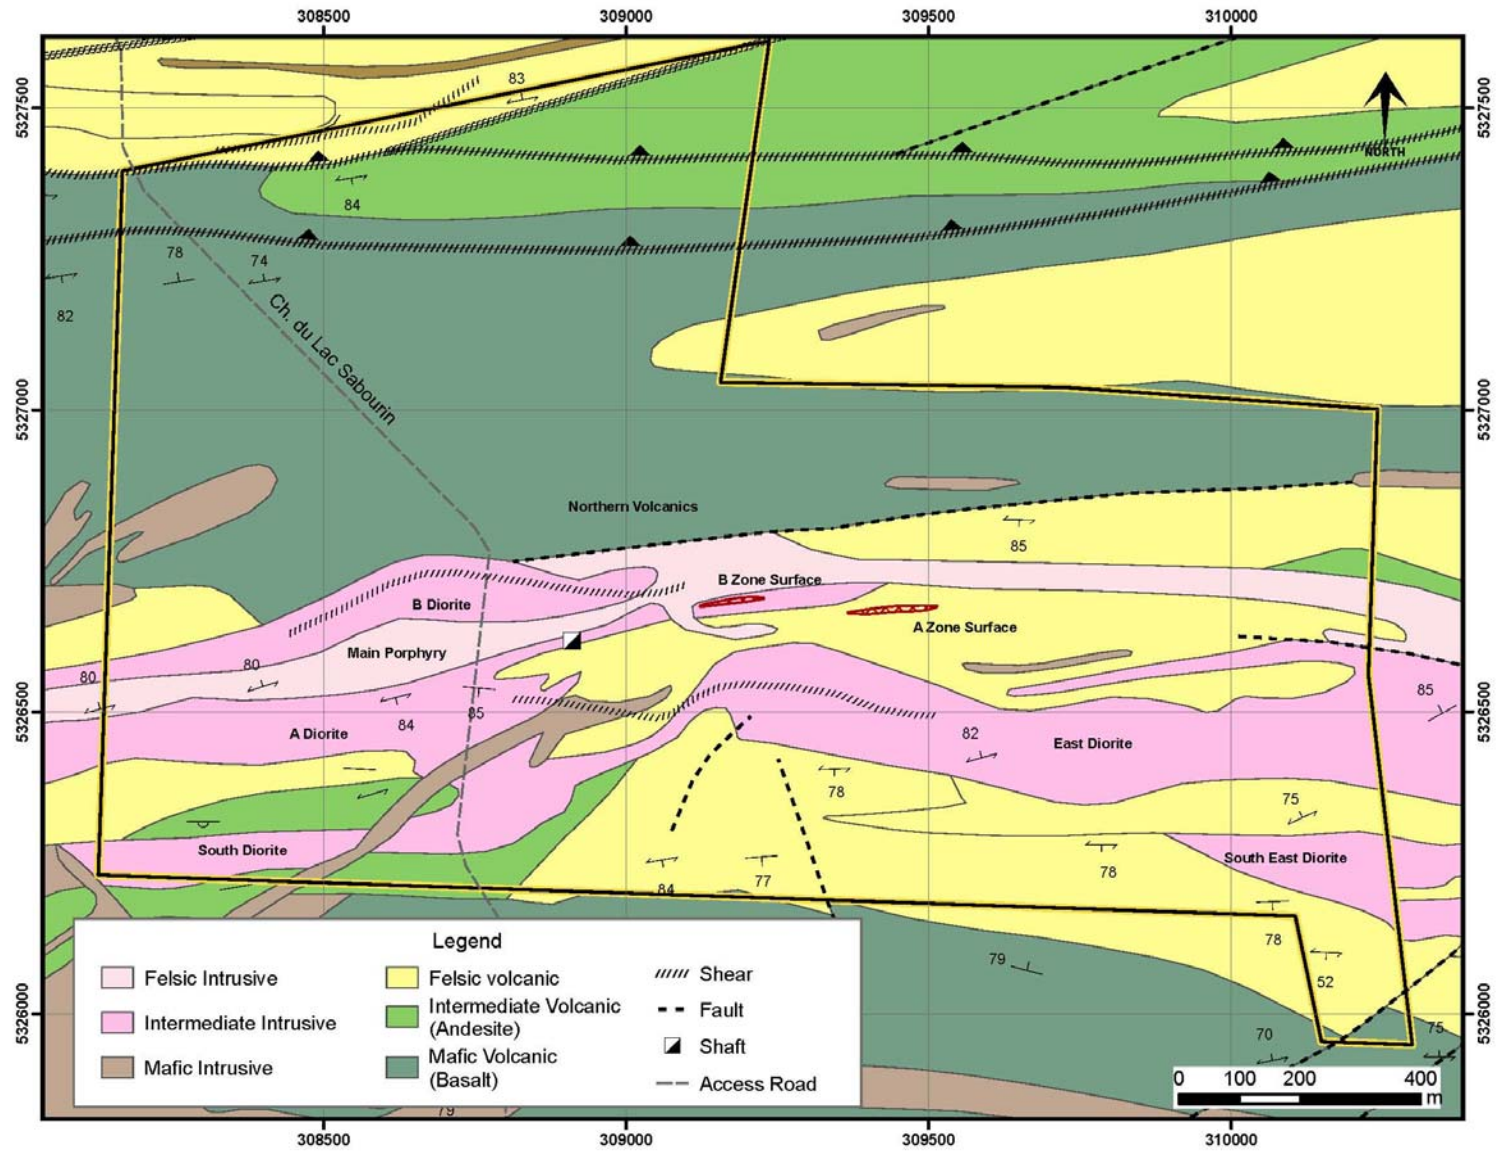 308500 309000 309500 310000
5327500 5327500
83
NORTH
84
78
74
82
Ch. du Lac Sabourin
5327000 5327000
Northern Volcanics
85
B Zone Surface
B Diorite
A Zone Surface
Main Porphyry
80
80
85
5326500 5326500
84
85
A Diorite
82
East Diorite
78
75
South Diorite
South East Diorite
78
84
77
78
79
52
Legend
Felsic Intrusive
Intermediate Intrusive
Mafic Intrusive
Felsic volcanic
Intermediate Volcanic
(Andesite)
Mafic Volcanic
(Basalt)
Shear
Fault
Shaft
Access Road
5326000 5326000
70
75
0 100 200 400
m
79
308500 309000 309500 310000